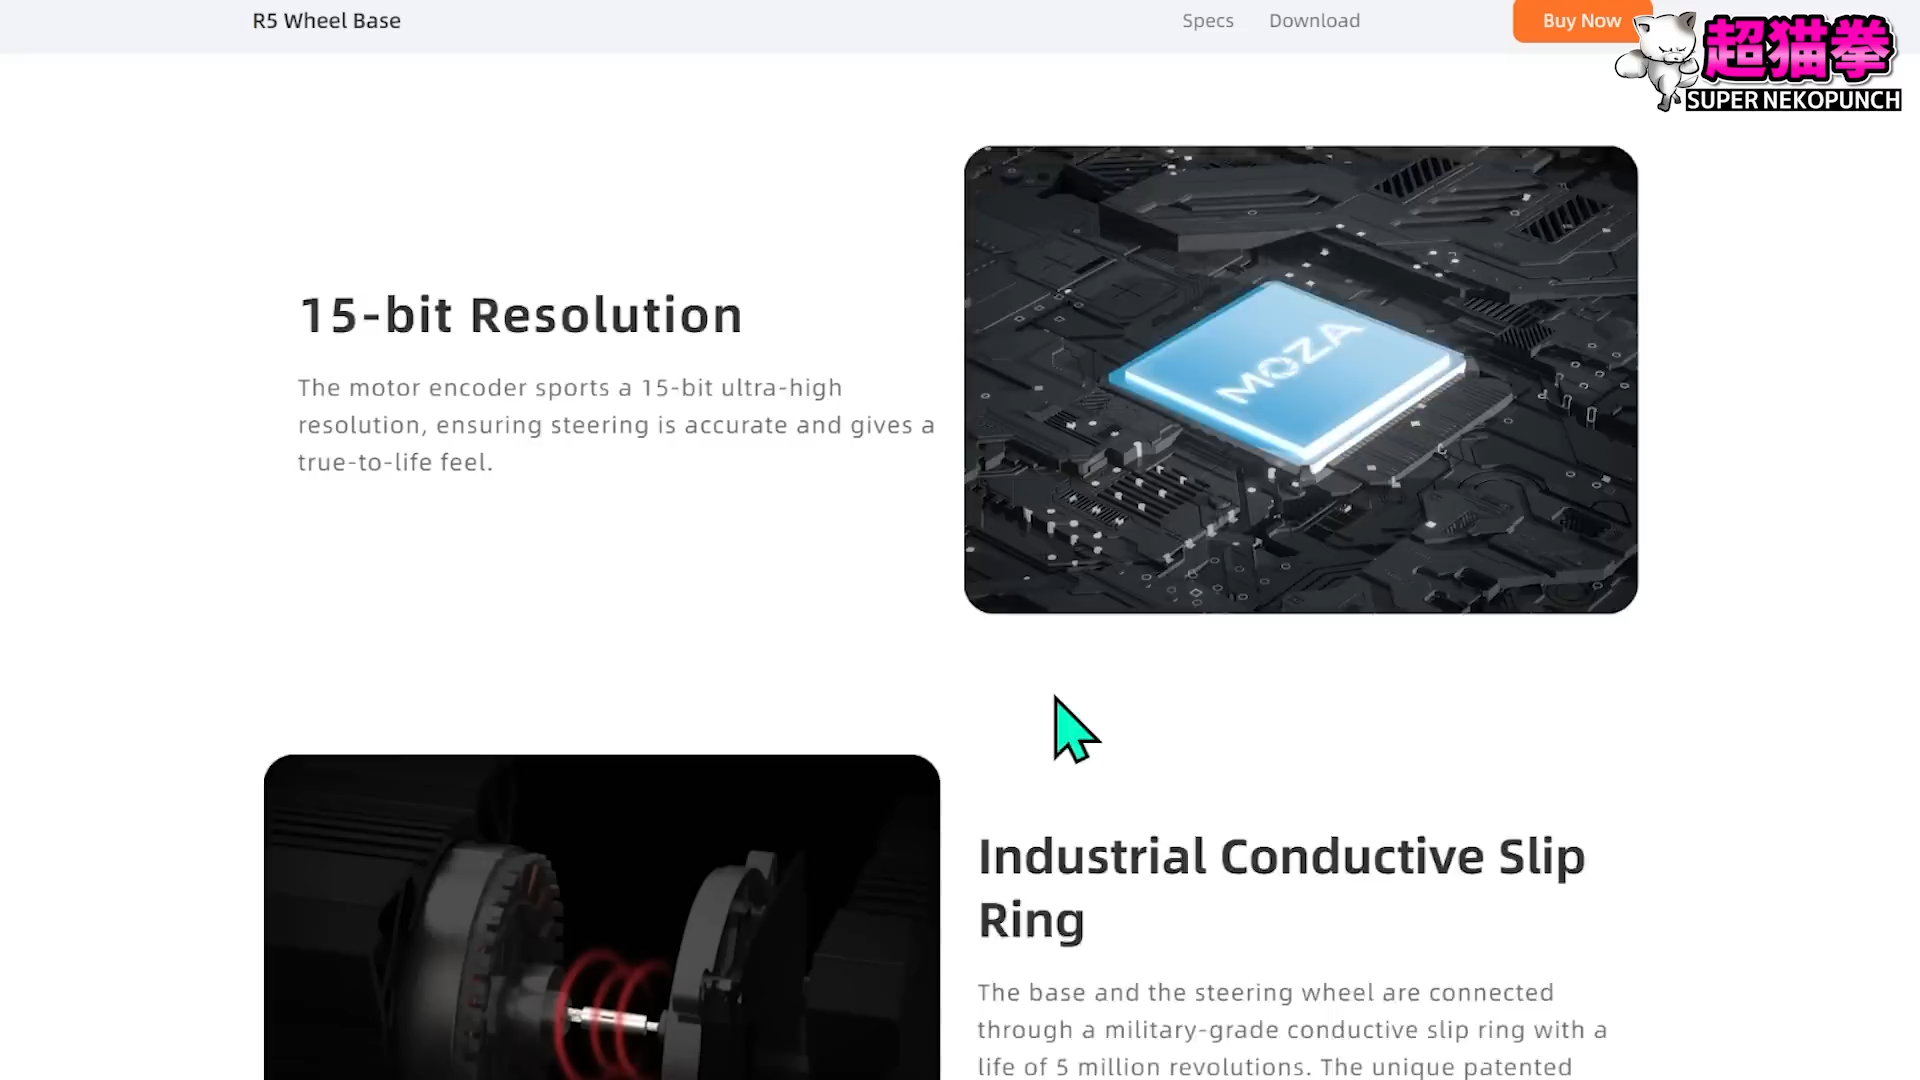 R5 Wheel Base
Specs
Download
Buy Now
超猫拳
SUPER NEKOPUNCH
15-bit Resolution
The motor encoder sports a 15-bit ultra-high
resolution, ensuring steering is accurate and gives a
true-to-life feel.
MOZA
Industrial Conductive Slip
Ring
The base and the steering wheel are connected
through a military-grade conductive slip ring with a
life of 5 million revolutions. The unique patented